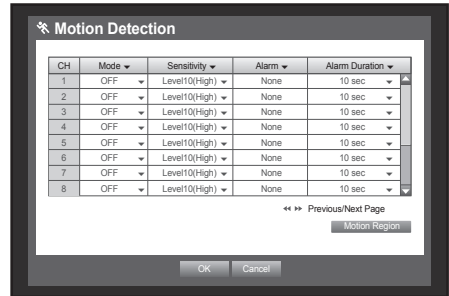 Motion Detection
CH Mode Sensitivity Alarm Alarm Duration
1 OFF Level10(High) None 10 sec
2 OFF Level10(High) None 10 sec
3 OFF Level10(High) None 10 sec
4 OFF Level10(High) None 10 sec
5 OFF Level10(High) None 10 sec
6 OFF Level10(High) None 10 sec
7 OFF Level10(High) None 10 sec
8 OFF Level10(High) None 10 sec
Previous/Next Page
Motion Region
OK Cancel